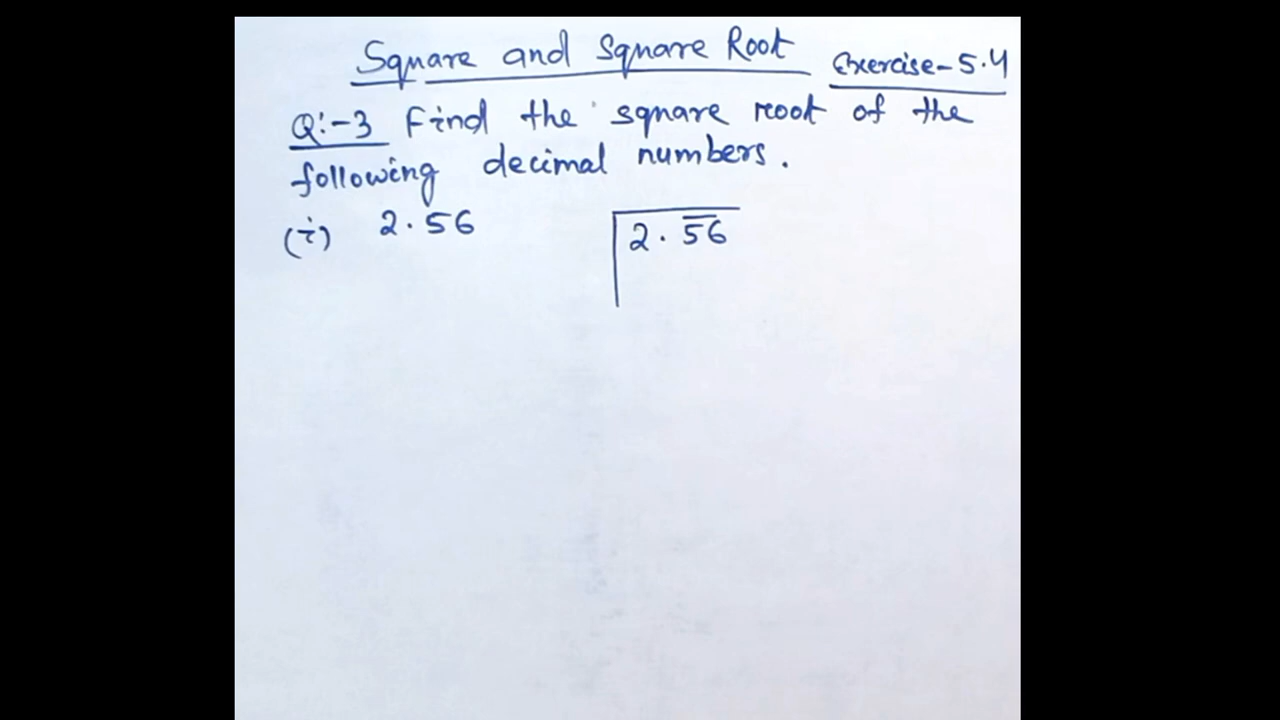 Square and Square Root Exercise-5.4
Q:-3 Find the square root of the
following decimal numbers.
(i) 2.56 2.56